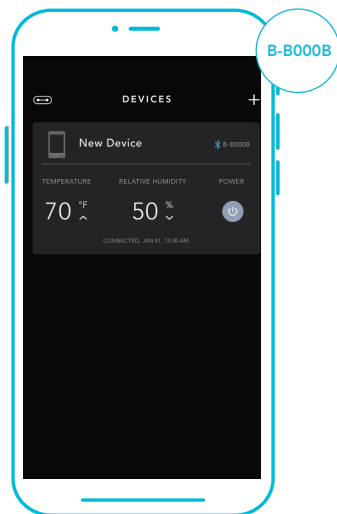 B-B000B
DEVICES
New Device
B-B000B
TEMPERATURE RELATIVE HUMIDITY POWER
70 °F 50 %
CONNECTED, JAN 01, 12:00 AM